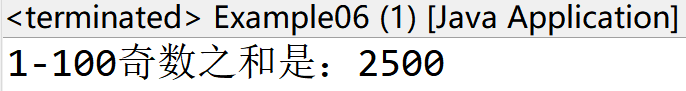 <terminated> Example06 (1) [Java Application]
1-100奇数之和是：2500